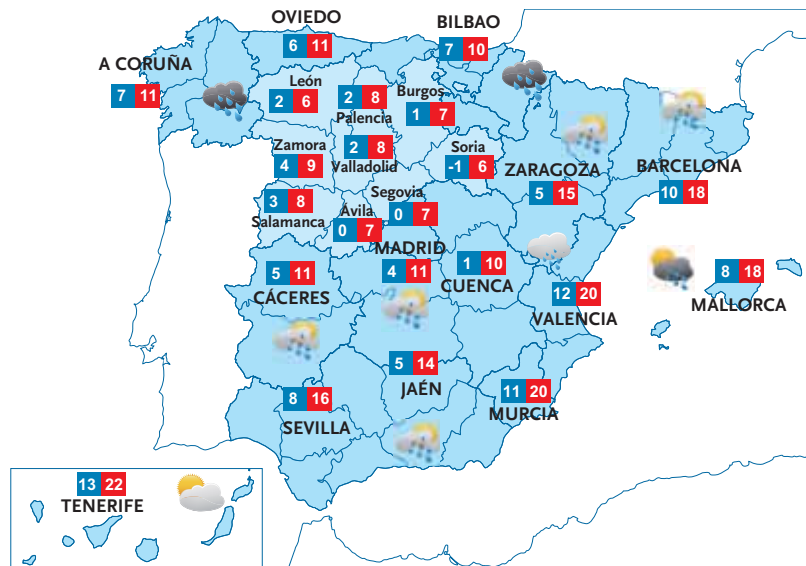 OVIEDO
6 11
BILBAO
7 10
A CORUÑA
7 11
León
2 6
2 8
Palencia
Burgos
1 7
Zamora
4 9
2 8
Valladolid
Soria
-1 6
ZARAGOZA
5 15
BARCELONA
10 18
3 8
Salamanca
Ávila
0 7
Segovia
0 7
MADRID
4 11
1 10
CUENCA
5 11
CÁCERES
12 20
VALENCIA
8 18
MALLORCA
5 14
JAÉN
8 16
SEVILLA
11 20
MURCIA
13 22
TENERIFE